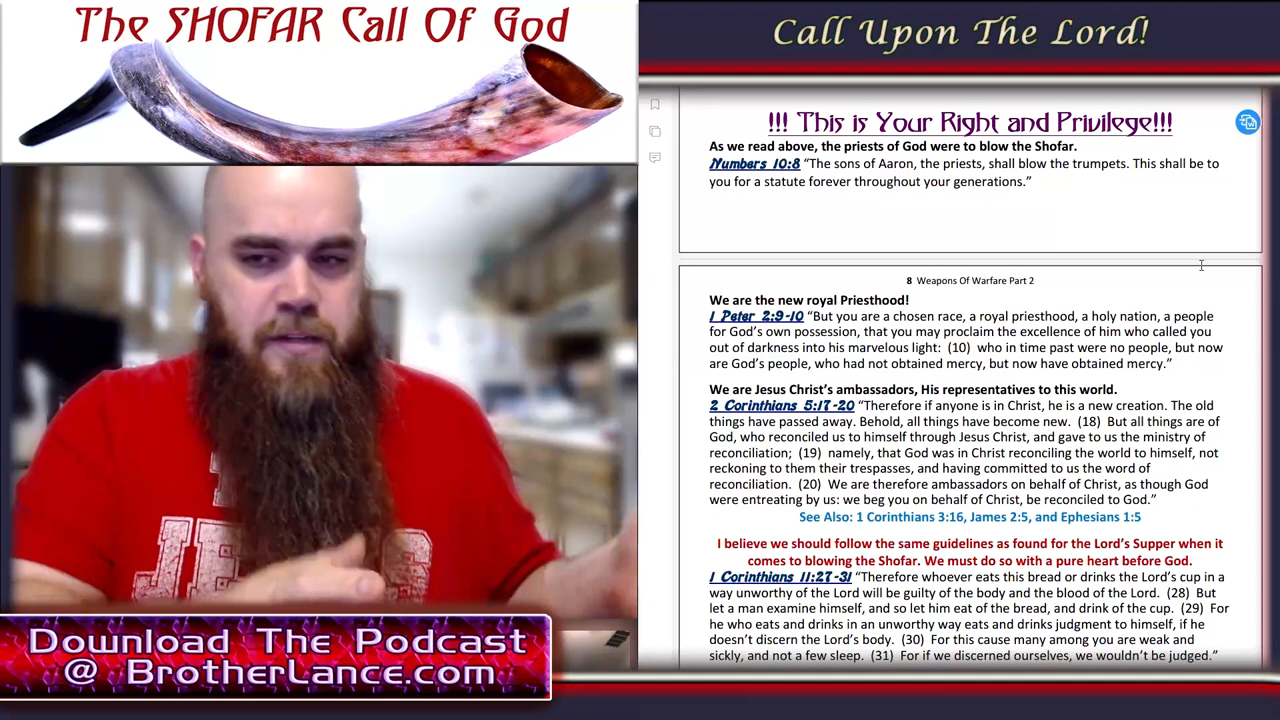 The SHOFAR Call Of God
Call Upon The Lord!
!!! This is Your Right and Privilege!!!
As we read above, the priests of God were to blow the Shofar.
Numbers 10:8 “The sons of Aaron, the priests, shall blow the trumpets. This shall be to
you for a statute forever throughout your generations.”
8 Weapons Of Warfare Part 2
We are the new royal Priesthood!
1 Peter 2:9-10 “But you are a chosen race, a royal priesthood, a holy nation, a people
for God’s own possession, that you may proclaim the excellence of him who called you
out of darkness into his marvelous light: (10) who in time past were no people, but now
are God’s people, who had not obtained mercy, but now have obtained mercy.”
We are Jesus Christ’s ambassadors, His representatives to this world.
2 Corinthians 5:17-20 “Therefore if anyone is in Christ, he is a new creation. The old
things have passed away. Behold, all things have become new. (18) But all things are of
God, who reconciled us to himself through Jesus Christ, and gave to us the ministry of
reconciliation; (19) namely, that God was in Christ reconciling the world to himself, not
reckoning to them their trespasses, and having committed to us the word of
reconciliation. (20) We are therefore ambassadors on behalf of Christ, as though God
were entreating by us: we beg you on behalf of Christ, be reconciled to God.”
See Also: 1 Corinthians 3:16, James 2:5, and Ephesians 1:5
I believe we should follow the same guidelines as found for the Lord’s Supper when it
comes to blowing the Shofar. We must do so with a pure heart before God.
1 Corinthians 11:27-31 “Therefore whoever eats this bread or drinks the Lord’s cup in a
way unworthy of the Lord will be guilty of the body and the blood of the Lord. (28) But
let a man examine himself, and so let him eat of the bread, and drink of the cup. (29) For
he who eats and drinks in an unworthy way eats and drinks judgment to himself, if he
doesn’t discern the Lord’s body. (30) For this cause many among you are weak and
sickly, and not a few sleep. (31) For if we discerned ourselves, we wouldn’t be judged.”
Download The Podcast
@ BrotherLance.com